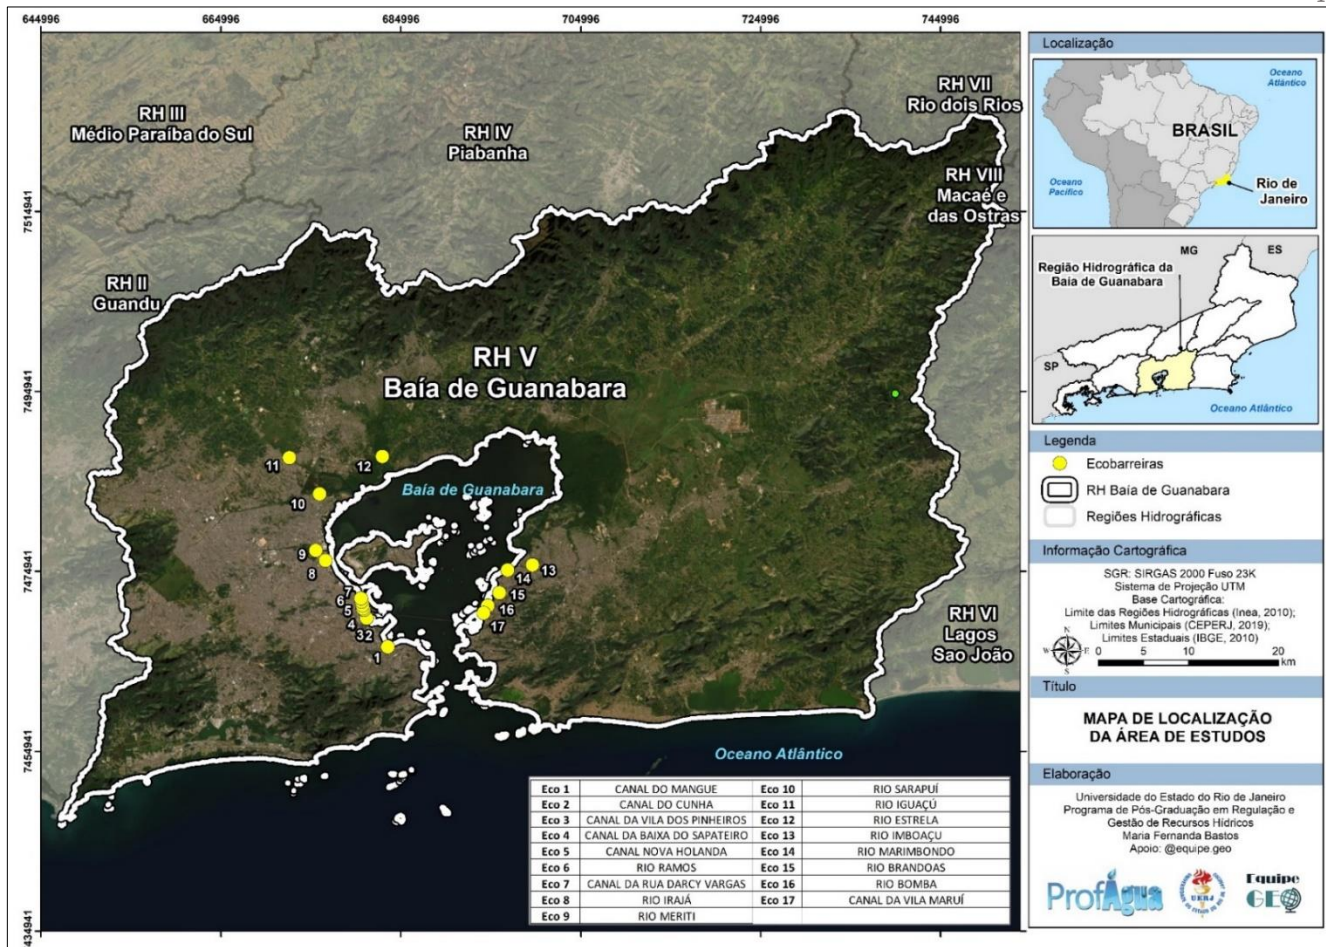 644996
664996
684996
704996
724996
744996
7514941
7494941
7474941
7454941
434941
RH III
Médio Paraíba do Sul
RH IV
Piabanha
RH VII
Rio dois Rios
RH VIII
Macaé e
das Ostras
RH II
Guandu
RH V
Baía de Guanabara
Baía de Guanabara
11
12
10
9
8
7
6
5
4
32
1
13
14
15
16
17
RH VI
Lagos
Sao João
Oceano Atlântico
Eco 1 CANAL DO MANGUE Eco 10 RIO SARAPUÍ
Eco 2 CANAL DO CUNHA Eco 11 RIO IGUAÇÚ
Eco 3 CANAL DA VILA DOS PINHEIROS Eco 12 RIO ESTRELA
Eco 4 CANAL DA BAIXA DO SAPATEIRO Eco 13 RIO IMBOAÇU
Eco 5 CANAL NOVA HOLANDA Eco 14 RIO MARIMBONDO
Eco 6 RIO RAMOS Eco 15 RIO BRANDOAS
Eco 7 CANAL DA RUA DARCY VARGAS Eco 16 RIO BOMBA
Eco 8 RIO IRAJÁ Eco 17 CANAL DA VILA MARUÍ
Eco 9 RIO MERITI
Localização
Oceano
Atlântico
BRASIL
Oceano
Pacífico
Rio de
Janeiro
MG
ES
Região Hidrográfica da
Baía de Guanabara
SP
Oceano Atlântico
Legenda
Ecobarreiras
RH Baía de Guanabara
Regiões Hidrográficas
Informação Cartográfica
SGR: SIRGAS 2000 Fuso 23K
Sistema de Projeção UTM
Base Cartográfica:
Limite das Regiões Hidrográficas (Inea, 2010);
Limites Municipais (CEPERJ, 2019);
Limites Estaduais (IBGE, 2010)
N
W
E
S
0 5 10 20
km
Título
MAPA DE LOCALIZAÇÃO
DA ÁREA DE ESTUDOS
Elaboração
Universidade do Estado do Rio de Janeiro
Programa de Pós-Graduação em Regulação e
Gestão de Recursos Hídricos
Maria Fernanda Bastos
Apoio: @equipe.geo
ProfÁgua
UERJ
Equipe
GEO